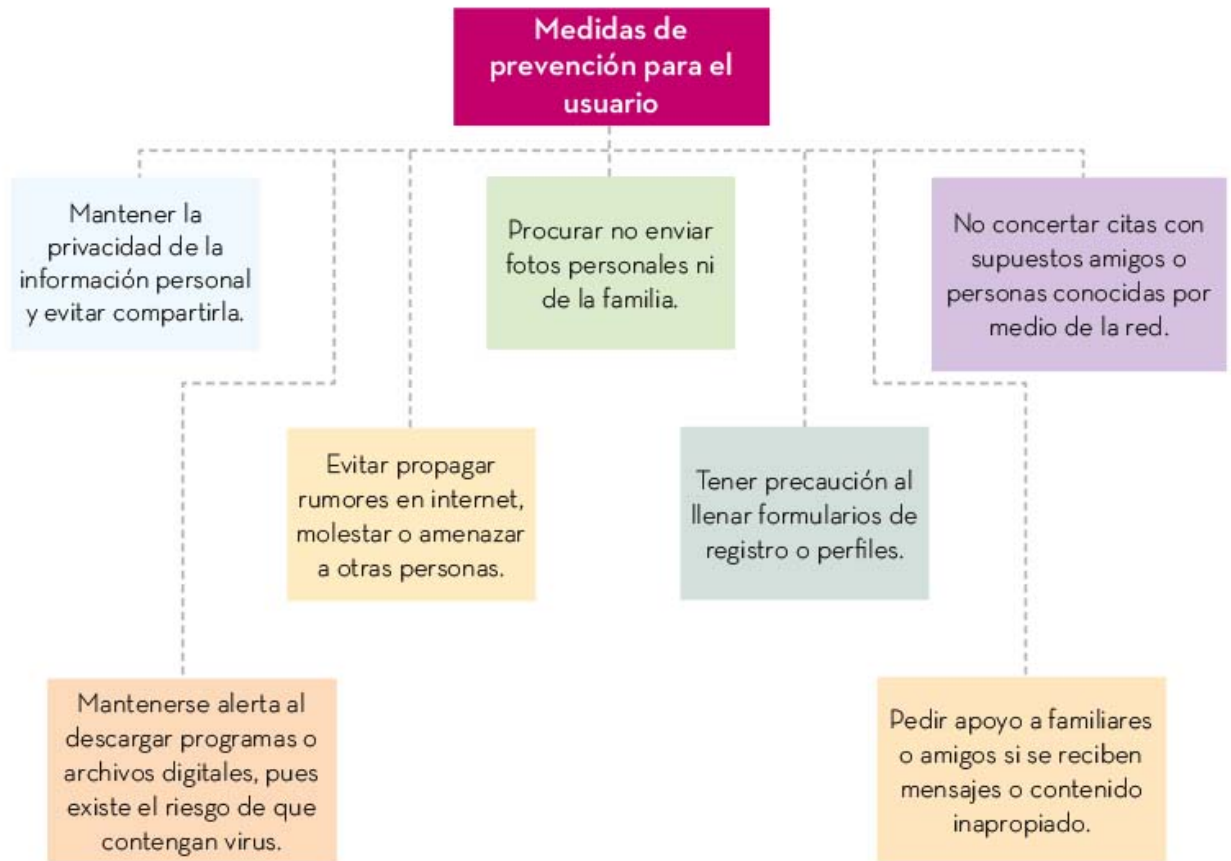 Medidas de
prevención para el
usuario
Mantener la
privacidad de la
información personal
y evitar compartirla.
Procurar no enviar
fotos personales ni
de la familia.
No concertar citas con
supuestos amigos o
personas conocidas por
medio de la red.
Evitar propagar
rumores en internet,
molestar o amenazar
a otras personas.
Tener precaución al
llenar formularios de
registro o perfiles.
Mantenerse alerta al
descargar programas o
archivos digitales, pues
existe el riesgo de que
contengan virus.
Pedir apoyo a familiares
o amigos si se reciben
mensajes o contenido
inapropiado.